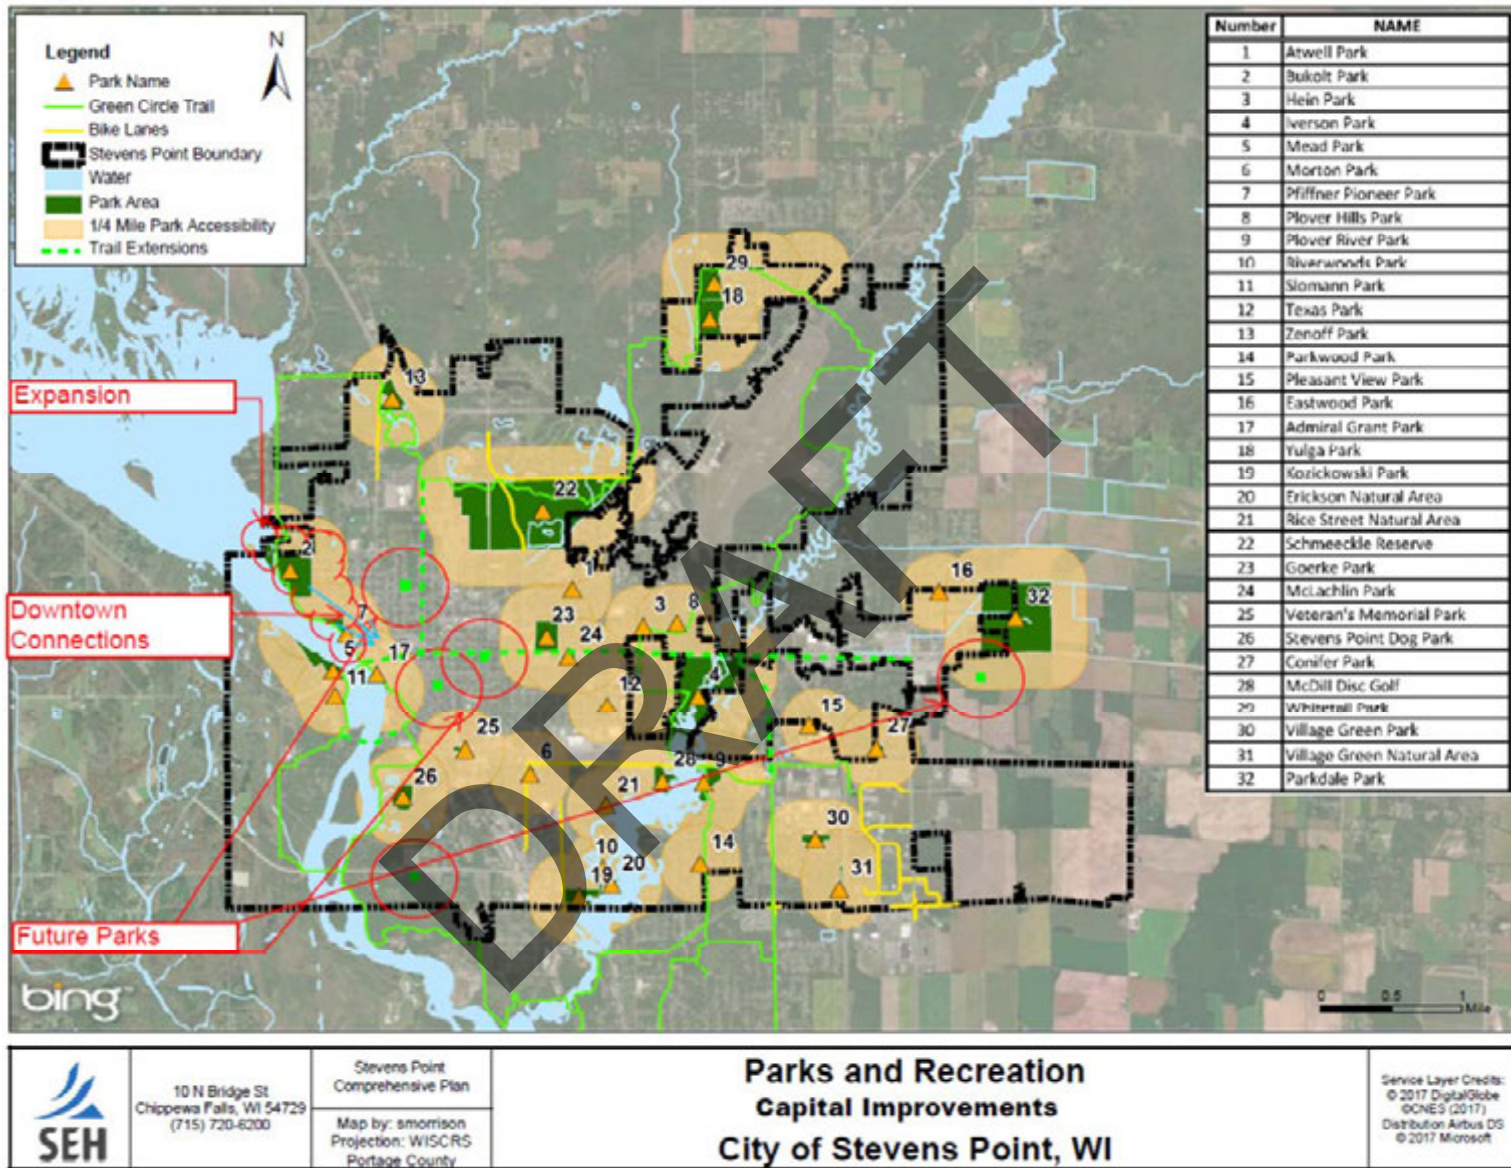 Legend
N
Park Name
Green Circle Trail
Bike Lanes
Stevens Point Boundary
Water
Park Area
1/4 Mile Park Accessibility
Trail Extensions
Number NAME
1 Atwell Park
2 Bukolt Park
3 Hein Park
4 Iverson Park
5 Mead Park
6 Morton Park
7 Pfiffner Pioneer Park
8 Plover Hills Park
9 Plover River Park
10 Riverwoods Park
11 Slomann Park
12 Texas Park
13 Zenoff Park
14 Parkwood Park
15 Pleasant View Park
16 Eastwood Park
17 Admiral Grant Park
18 Yulga Park
19 Kozickowski Park
20 Erickson Natural Area
21 Rice Street Natural Area
22 Schmeeckle Reserve
23 Goerke Park
24 McLachlin Park
25 Veteran's Memorial Park
26 Stevens Point Dog Park
27 Conifer Park
28 McDill Disc Golf
29 Whitetail Park
30 Village Green Park
31 Village Green Natural Area
32 Parkdale Park
29
18
13
Expansion
22
2
1
16
32
Downtown
Connections
7
3
8
23
24
5
17
11
4
12
15
27
25
6
28
9
26
21
30
10
14
20
31
19
Future Parks
DRAFT
bing
0 0.5 1
Mile
SEH
10 N Bridge St
Chippewa Falls, WI 54729
(715) 720-6200
Stevens Point
Comprehensive Plan
Map by: smorrison
Projection: WISCRS
Portage County
Parks and Recreation
Capital Improvements
City of Stevens Point, WI
Service Layer Credits:
© 2017 DigitalGlobe
©CNES (2017)
Distribution Airbus DS
© 2017 Microsoft